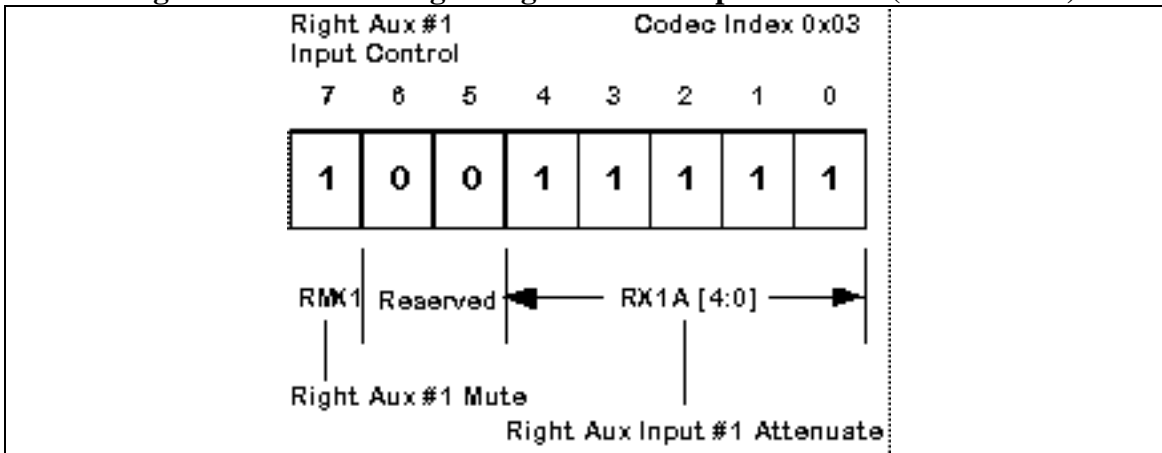 Right Aux #1 Codec Index 0x03
Input Control
7 6 5 4 3 2 1 0
1 0 0 1 1 1 1 1
RMX1 Reserved RX1A [4:0]
Right Aux #1 Mute
Right Aux Input #1 Attenuate